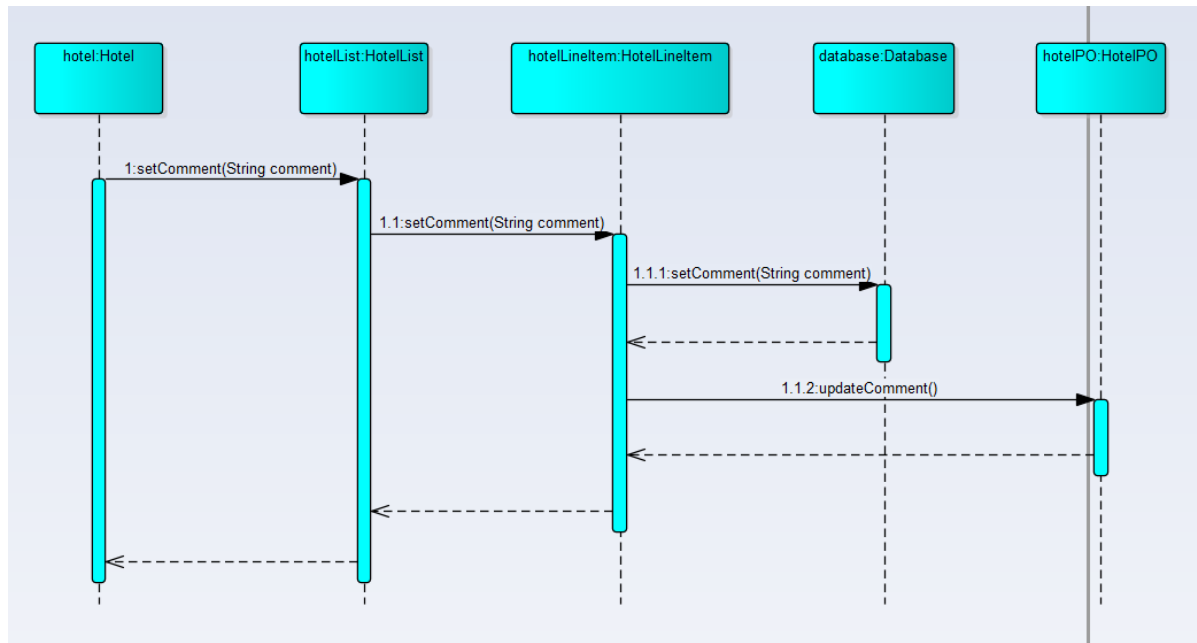 hotel:Hotel
hotelList:HotelList
hotelLineItem:HotelLineItem
database:Database
hotelPO:HotelPO
1:setComment(String comment)
1.1:setComment(String comment)
1.1.1:setComment(String comment)
1.1.2:updateComment()